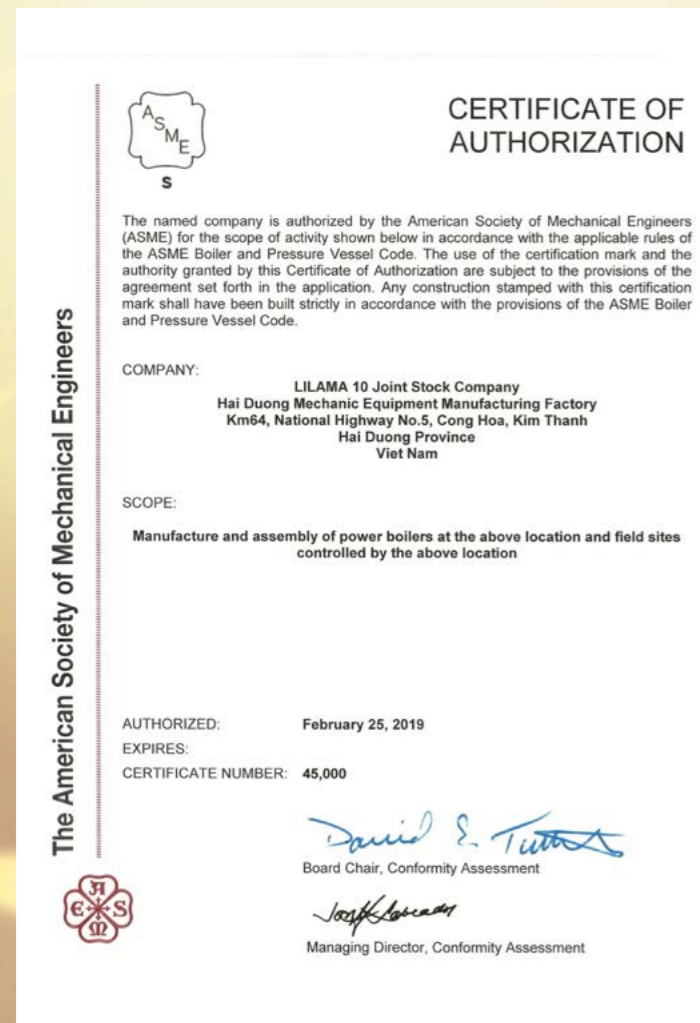 The American Society of Mechanical Engineers
ASME
S
CERTIFICATE OF
AUTHORIZATION
The named company is authorized by the American Society of Mechanical Engineers
(ASME) for the scope of activity shown below in accordance with the applicable rules of
the ASME Boiler and Pressure Vessel Code. The use of the certification mark and the
authority granted by this Certificate of Authorization are subject to the provisions of the
agreement set forth in the application. Any construction stamped with this certification
mark shall have been built strictly in accordance with the provisions of the ASME Boiler
and Pressure Vessel Code.
COMPANY:
LILAMA 10 Joint Stock Company
Hai Duong Mechanic Equipment Manufacturing Factory
Km64, National Highway No.5, Cong Hoa, Kim Thanh
Hai Duong Province
Viet Nam
SCOPE:
Manufacture and assembly of power boilers at the above location and field sites
controlled by the above location
AUTHORIZED: February 25, 2019
EXPIRES:
CERTIFICATE NUMBER: 45,000
David E. Tutt
Board Chair, Conformity Assessment
Managing Director, Conformity Assessment
ASME